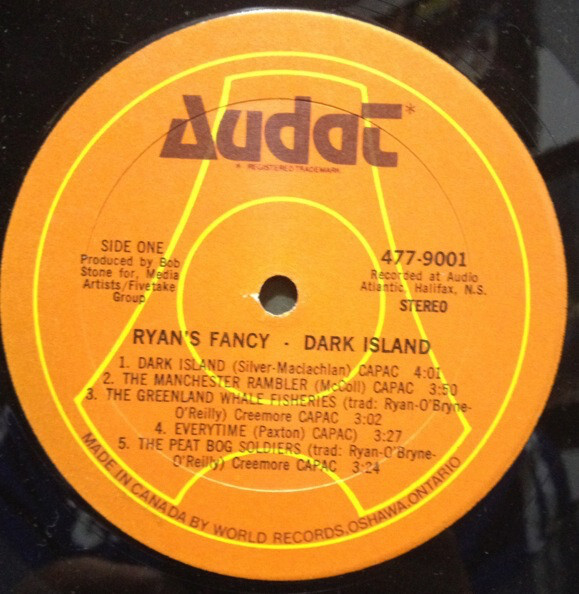 Audat*
* REGISTERED TRADEMARK
SIDE ONE
Produced by Bob
Stone for, Media
Artists/Fivetake
Group
477-9001
Recorded at Audio
Atlantic, Halifax, N.S.
STEREO
RYAN'S FANCY - DARK ISLAND
1. DARK ISLAND (Silver-Maclachlan) CAPAC 4:01
2. THE MANCHESTER RAMBLER (McColl) CAPAC 3:50
3. THE GREENLAND WHALE FISHERIES (trad: Ryan-O'Bryne-
O'Reilly) Creemore CAPAC 3:02
4. EVERYTIME (Paxton) CAPAC) 3:27
5. THE PEAT BOG SOLDIERS (trad: Ryan-O'Bryne-
O'Reilly) Creemore CAPAC 3:24
MADE IN CANADA BY WORLD RECORDS, OSHAWA, ONTARIO